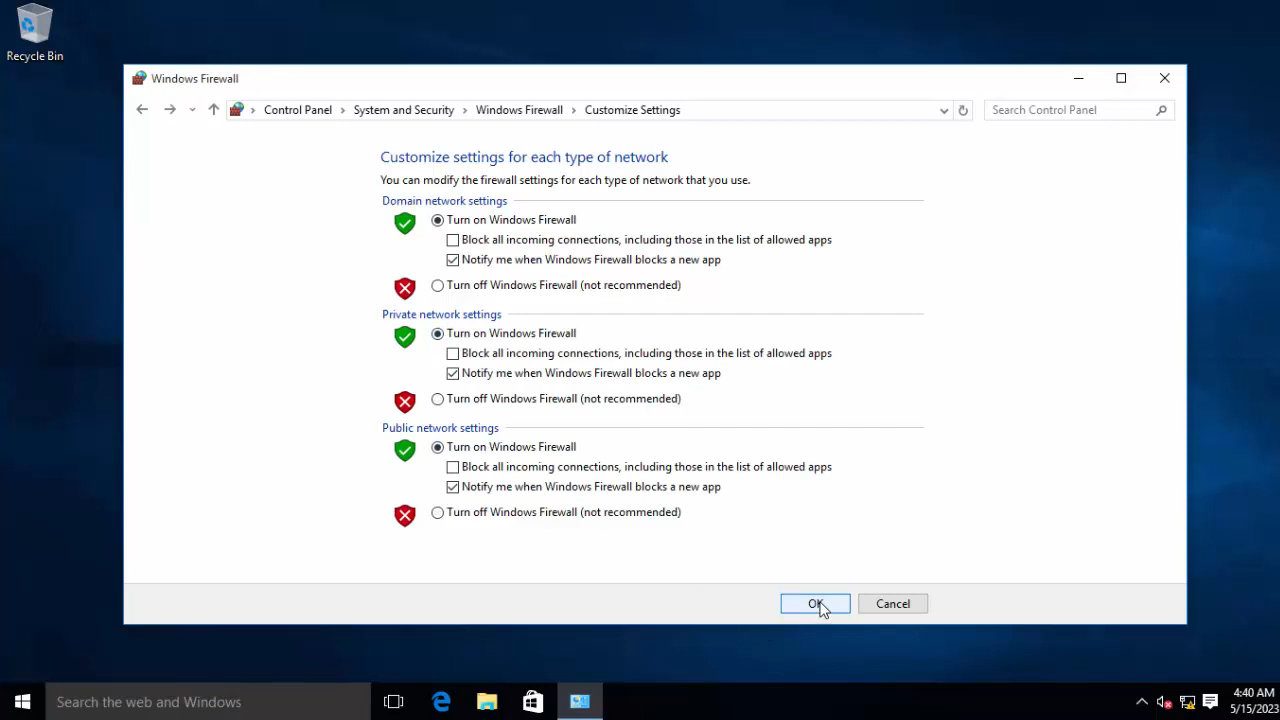 Recycle Bin
Windows Firewall
Control Panel > System and Security > Windows Firewall > Customize Settings
Search Control Panel
Customize settings for each type of network
You can modify the firewall settings for each type of network that you use.
Domain network settings
Turn on Windows Firewall
Block all incoming connections, including those in the list of allowed apps
Notify me when Windows Firewall blocks a new app
Turn off Windows Firewall (not recommended)
Private network settings
Turn on Windows Firewall
Block all incoming connections, including those in the list of allowed apps
Notify me when Windows Firewall blocks a new app
Turn off Windows Firewall (not recommended)
Public network settings
Turn on Windows Firewall
Block all incoming connections, including those in the list of allowed apps
Notify me when Windows Firewall blocks a new app
Turn off Windows Firewall (not recommended)
OK
Cancel
Search the web and Windows
4:40 AM
5/15/2023